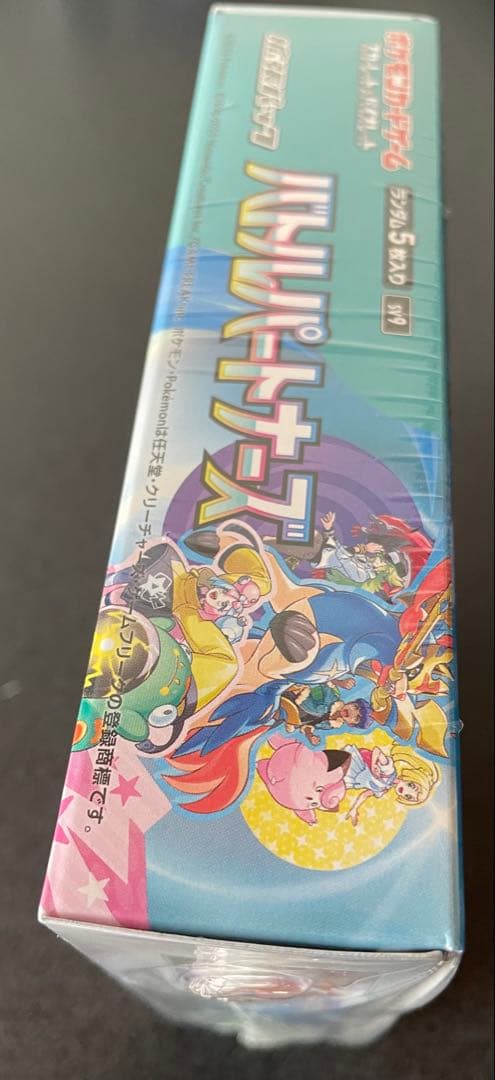 ポケモンカードゲーム
スカーレット&バイオレット
ランダム5枚入り
sv9
拡張パック
バトルパートナーズ
ポケモン・Pokémonは任天堂・クリーチャーズ・ゲームフリークの登録商標です。